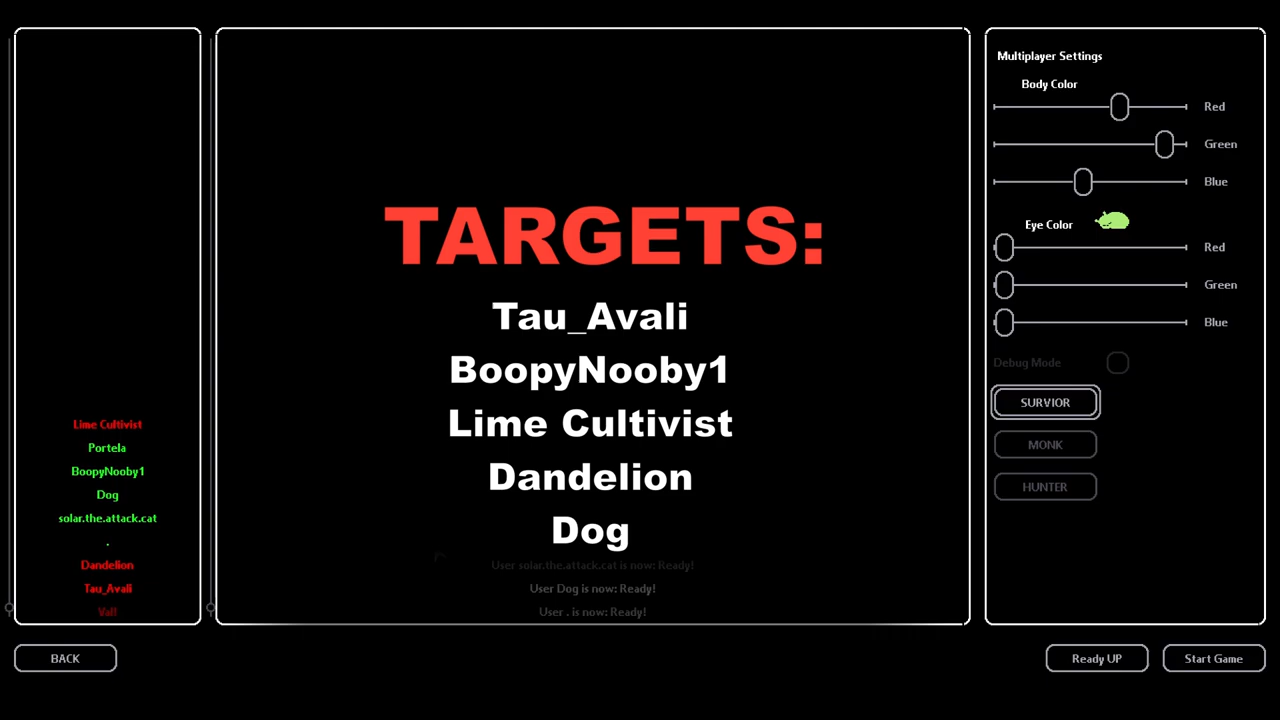 Lime Cultivist
Portela
BoopyNooby1
Dog
solar.the.attack.cat
.
Dandelion
Tau_Avali
Val!
TARGETS:
Tau_Avali
BoopyNooby1
Lime Cultivist
Dandelion
Dog
User solar.the.attack.cat is now: Ready!
User Dog is now: Ready!
User . is now: Ready!
Multiplayer Settings
Body Color
Red
Green
Blue
Eye Color
Red
Green
Blue
Debug Mode
SURVIOR
MONK
HUNTER
BACK
Ready UP
Start Game